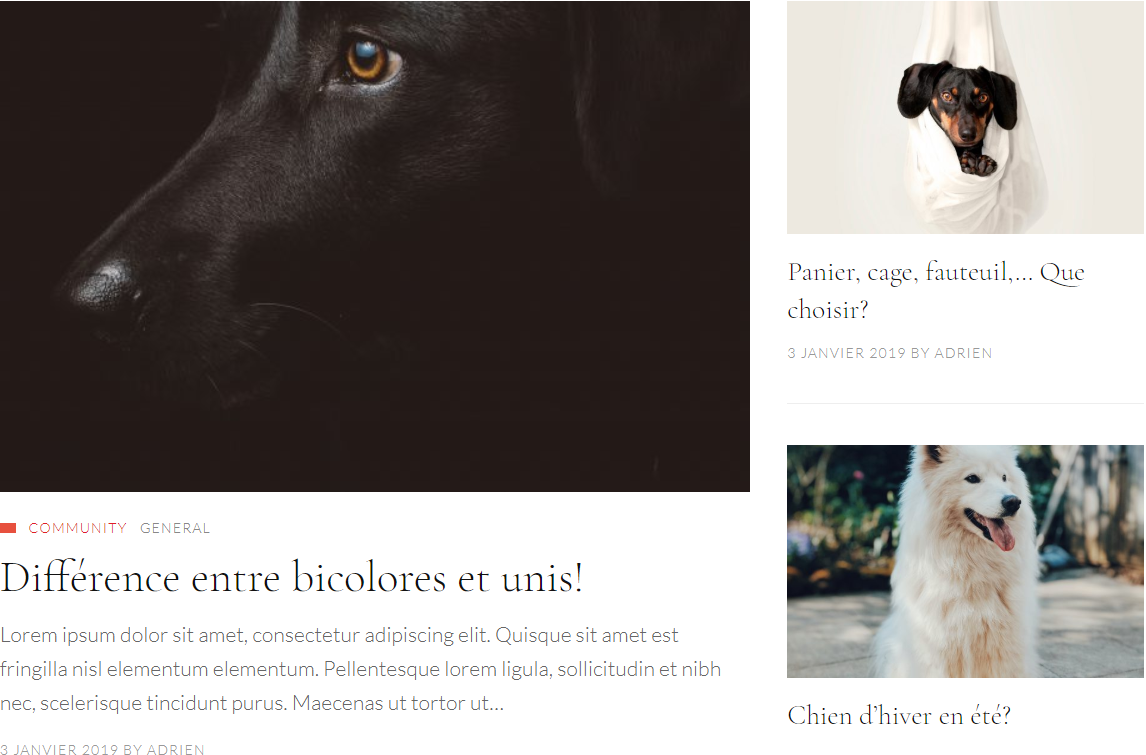 COMMUNITY GENERAL
Différence entre bicolores et unis!
Lorem ipsum dolor sit amet, consectetur adipiscing elit. Quisque sit amet est
fringilla nisl elementum elementum. Pellentesque lorem ligula, sollicitudin et nibh
nec, scelerisque tincidunt purus. Maecenas ut tortor ut...
3 JANVIER 2019 BY ADRIEN
Panier, cage, fauteuil,... Que
choisir?
3 JANVIER 2019 BY ADRIEN
Chien d'hiver en été?